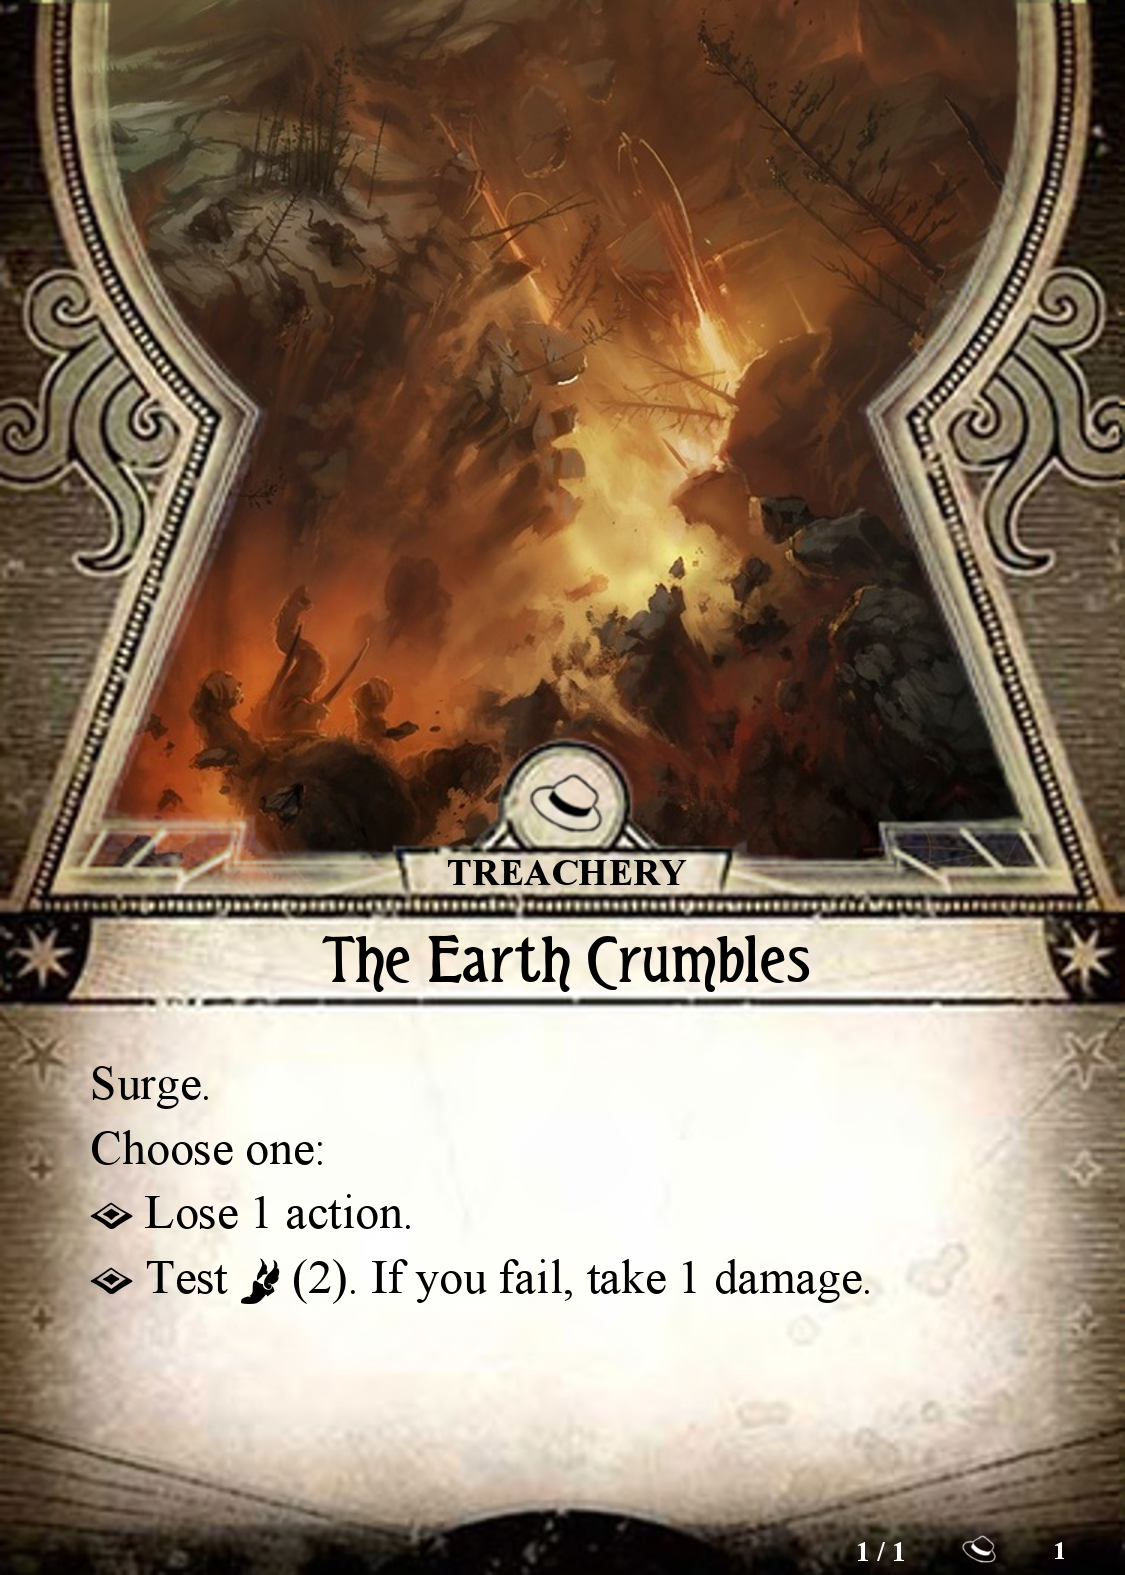 TREACHERY
The Earth Crumbles
Surge.
Choose one:
Lose 1 action.
Test (2). If you fail, take 1 damage.
1 / 1 1